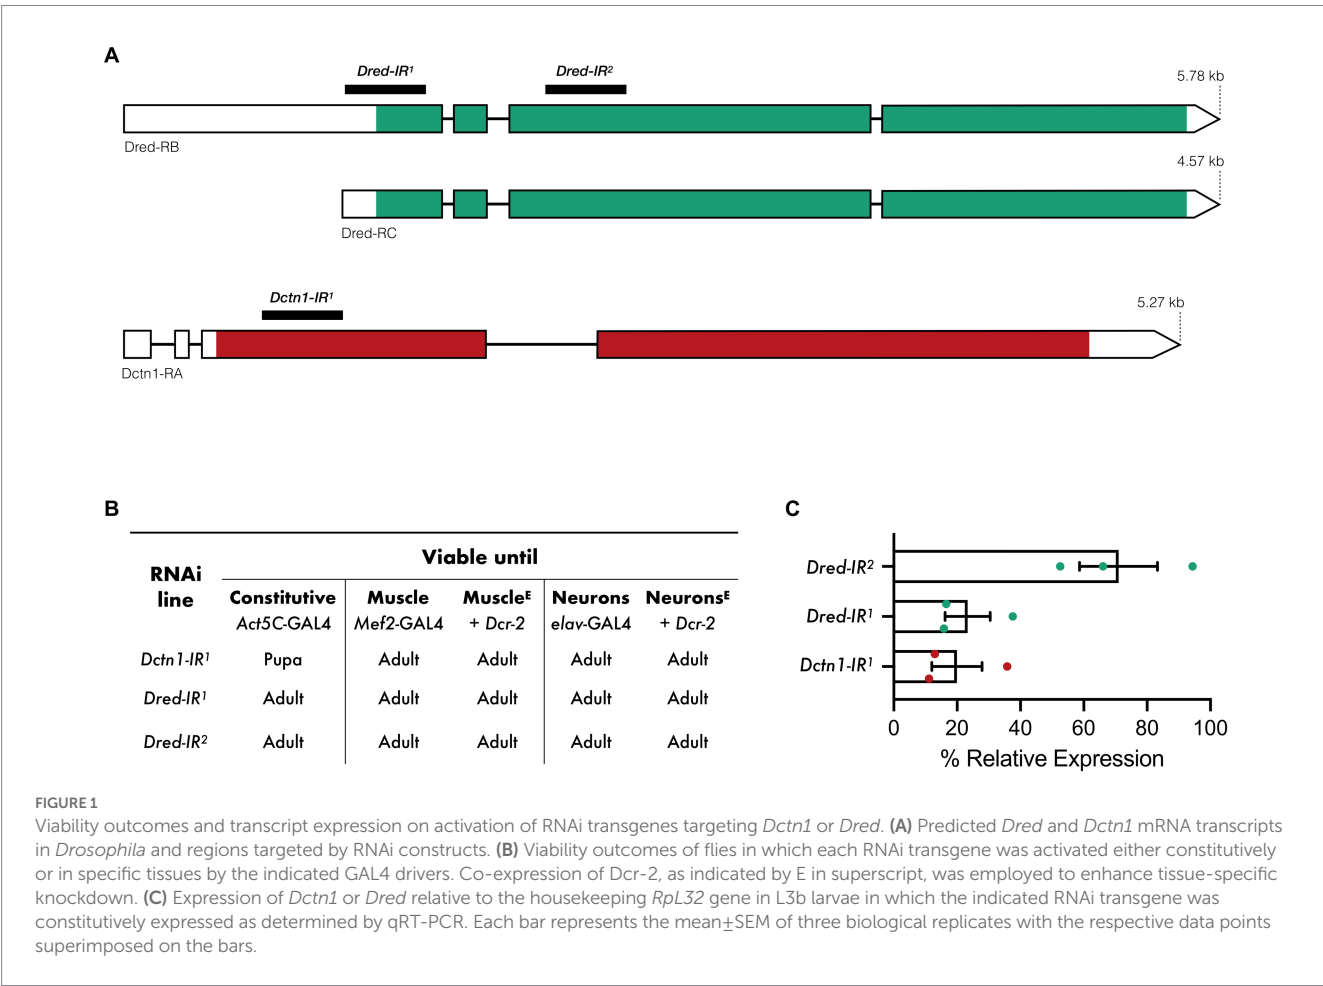 A
Dred-IR¹
Dred-IR²
5.78 kb
Dred-RB
4.57 kb
Dred-RC
Dctn1-IR¹
5.27 kb
Dctn1-RA
B
RNAi line
Viable until
Constitutive Muscle Muscleᴱ Neurons Neuronsᴱ
Act5C-GAL4 Mef2-GAL4 + Dcr-2 elav-GAL4 + Dcr-2
Dctn1-IR¹ Pupa Adult Adult Adult Adult
Dred-IR¹ Adult Adult Adult Adult Adult
Dred-IR² Adult Adult Adult Adult Adult
C
Dred-IR²
Dred-IR¹
Dctn1-IR¹
0 20 40 60 80 100
% Relative Expression
FIGURE 1
Viability outcomes and transcript expression on activation of RNAi transgenes targeting Dctn1 or Dred. (A) Predicted Dred and Dctn1 mRNA transcripts
in Drosophila and regions targeted by RNAi constructs. (B) Viability outcomes of flies in which each RNAi transgene was activated either constitutively
or in specific tissues by the indicated GAL4 drivers. Co-expression of Dcr-2, as indicated by E in superscript, was employed to enhance tissue-specific
knockdown. (C) Expression of Dctn1 or Dred relative to the housekeeping RpL32 gene in L3b larvae in which the indicated RNAi transgene was
constitutively expressed as determined by qRT-PCR. Each bar represents the mean±SEM of three biological replicates with the respective data points
superimposed on the bars.